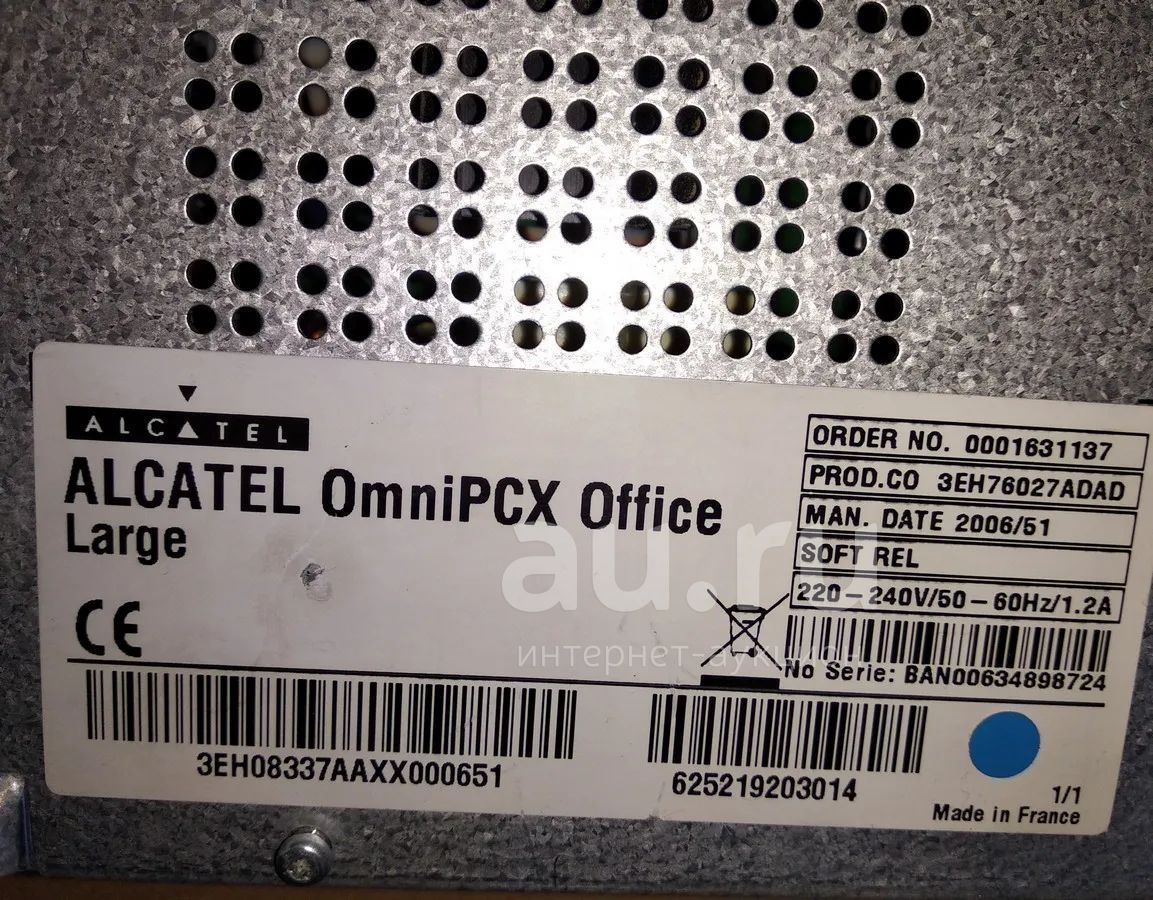 ALCATEL
ALCATEL OmniPCX Office
Large
CE
ORDER NO. 0001631137
PROD.CO 3EH76027ADAD
MAN. DATE 2006/51
SOFT REL
220-240V/50-60Hz/1.2A
No Serie: BAN00634898724
3EH08337AAXX000651
625219203014
1/1
Made in France
au.ru
интернет-аукцион